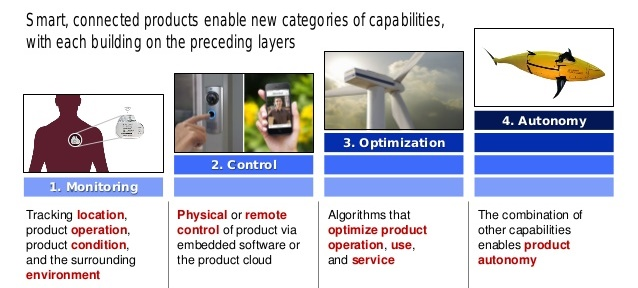 Smart, connected products enable new categories of capabilities,
with each building on the preceding layers
1. Monitoring
2. Control
3. Optimization
4. Autonomy
Tracking location,
product operation,
product condition,
and the surrounding
environment
Physical or remote
control of product via
embedded software or
the product cloud
Algorithms that
optimize product
operation, use,
and service
The combination of
other capabilities
enables product
autonomy